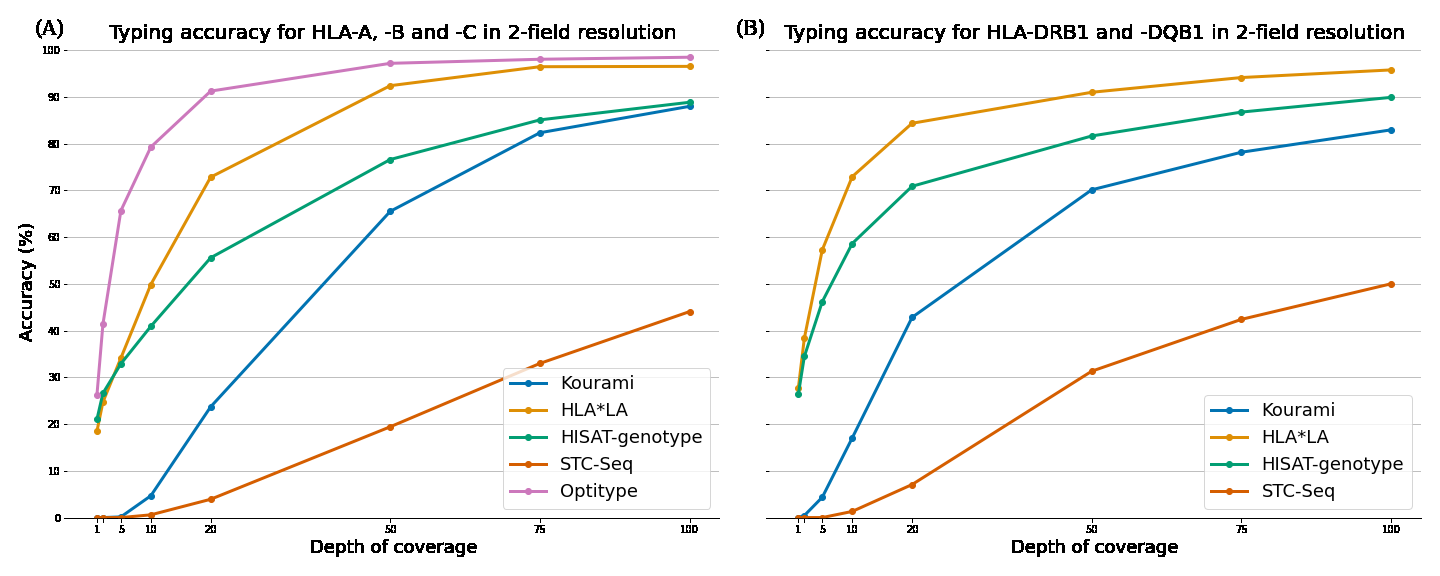 (A)
Typing accuracy for HLA-A, -B and -C in 2-field resolution
100
90
80
70
60
50
40
30
20
10
0
Accuracy (%)
Kourami
HLA*LA
HISAT-genotype
STC-Seq
Optitype
1 5 10 20 50 75 100
Depth of coverage
(B)
Typing accuracy for HLA-DRB1 and -DQB1 in 2-field resolution
Kourami
HLA*LA
HISAT-genotype
STC-Seq
1 5 10 20 50 75 100
Depth of coverage